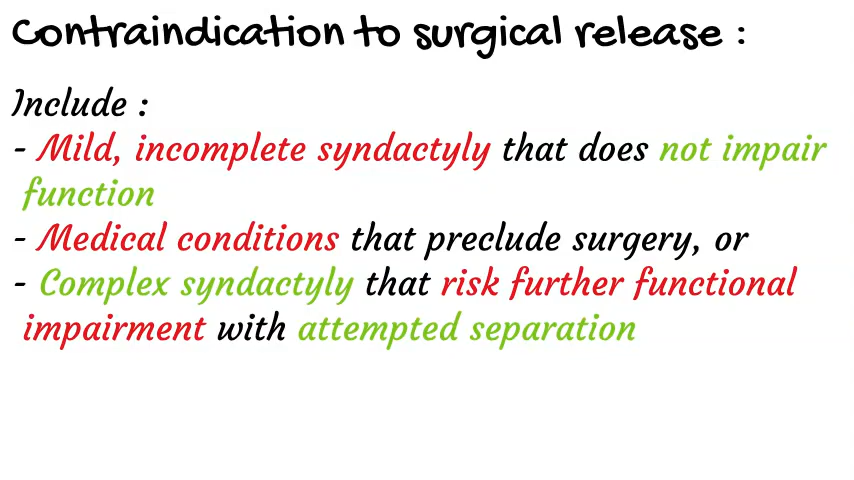 Contraindication to surgical release :
Include :
- Mild, incomplete syndactyly that does not impair
function
- Medical conditions that preclude surgery, or
- Complex syndactyly that risk further functional
impairment with attempted separation